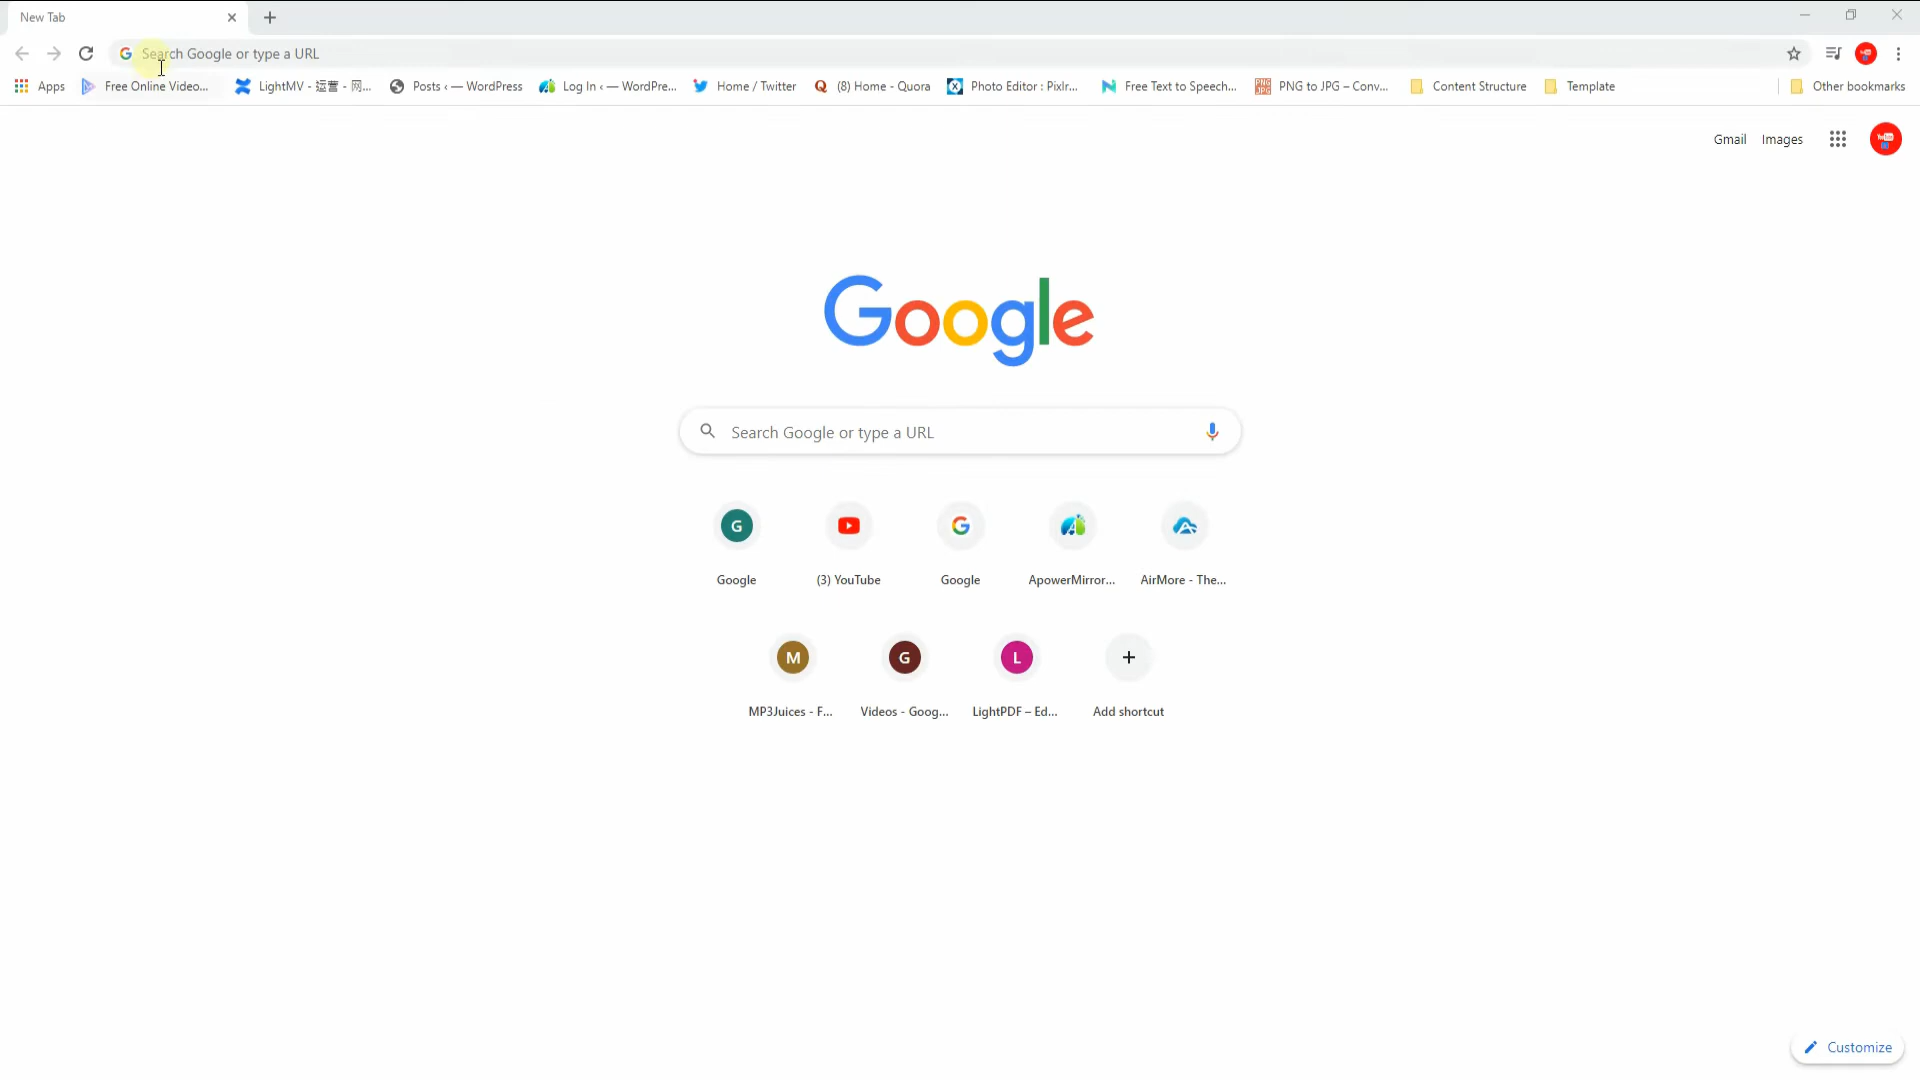 New Tab
Search Google or type a URL
Apps
Free Online Video...
LightMV - 运营 - 网...
Posts ‹ — WordPress
Log In ‹ — WordPre...
Home / Twitter
(8) Home - Quora
Photo Editor : Pixlr...
Free Text to Speech...
PNG to JPG – Conv...
Content Structure
Template
Other bookmarks
Gmail
Images
Google
Search Google or type a URL
G
Google
(3) YouTube
Google
ApowerMirror...
AirMore - The...
M
G
L
MP3Juices - F...
Videos - Goog...
LightPDF – Ed...
Add shortcut
Customize